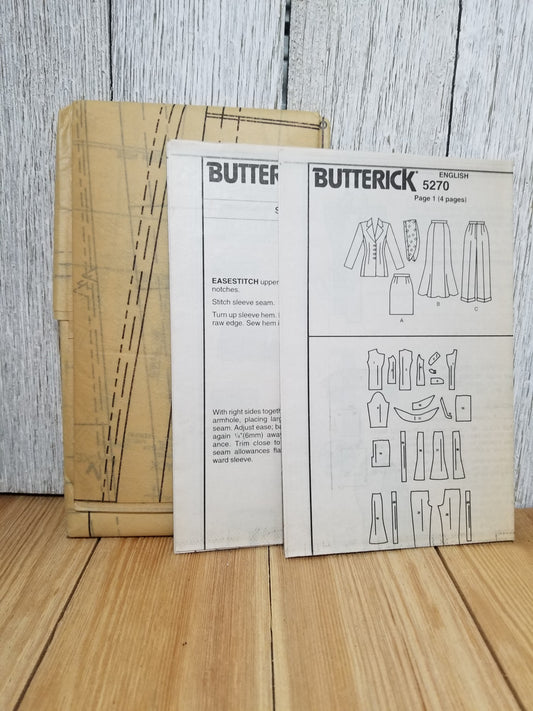 BUTTER
S
EASESTITCH upper
notches.
Stitch sleeve seam.
Turn up sleeve hem.
raw edge. Sew hem i
With right sides togeth
armhole, placing larg
seam. Adjust ease; ba
again ¼"(6mm) away
ance. Trim close to
seam allowances fla
ward sleeve.
BUTTERICK
ENGLISH
5270
Page 1 (4 pages)
A
B
C